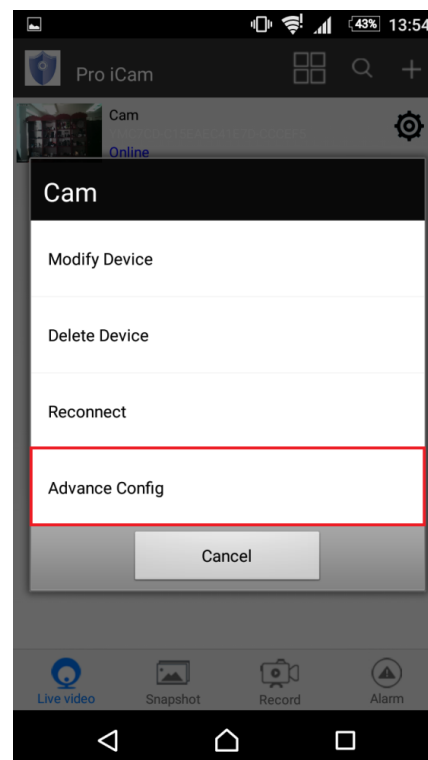 43% 13:54
Pro iCam
Cam
Online
Cam
Modify Device
Delete Device
Reconnect
Advance Config
Cancel
Live video Snapshot Record Alarm